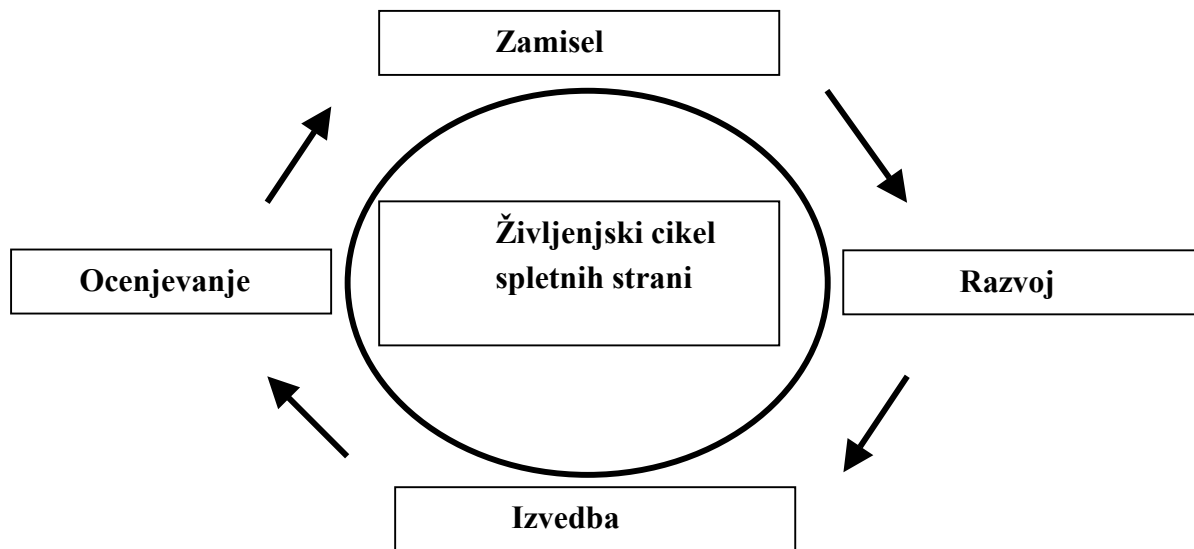 Zamisel
Življenjski cikel
spletnih strani
Ocenjevanje
Razvoj
Izvedba